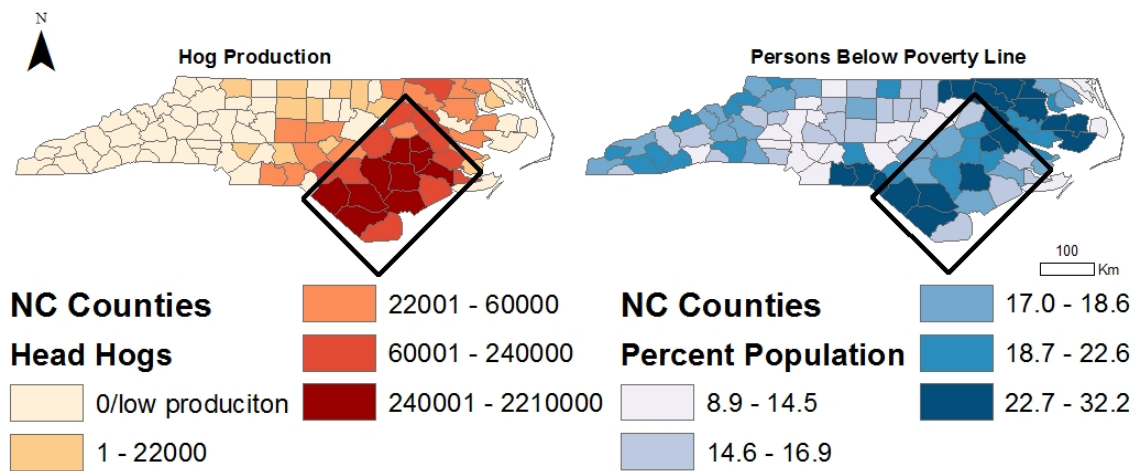 N
Hog Production
Persons Below Poverty Line
100
Km
NC Counties
Head Hogs
0/low produciton
1 - 22000
22001 - 60000
60001 - 240000
240001 - 2210000
NC Counties
Percent Population
8.9 - 14.5
14.6 - 16.9
17.0 - 18.6
18.7 - 22.6
22.7 - 32.2